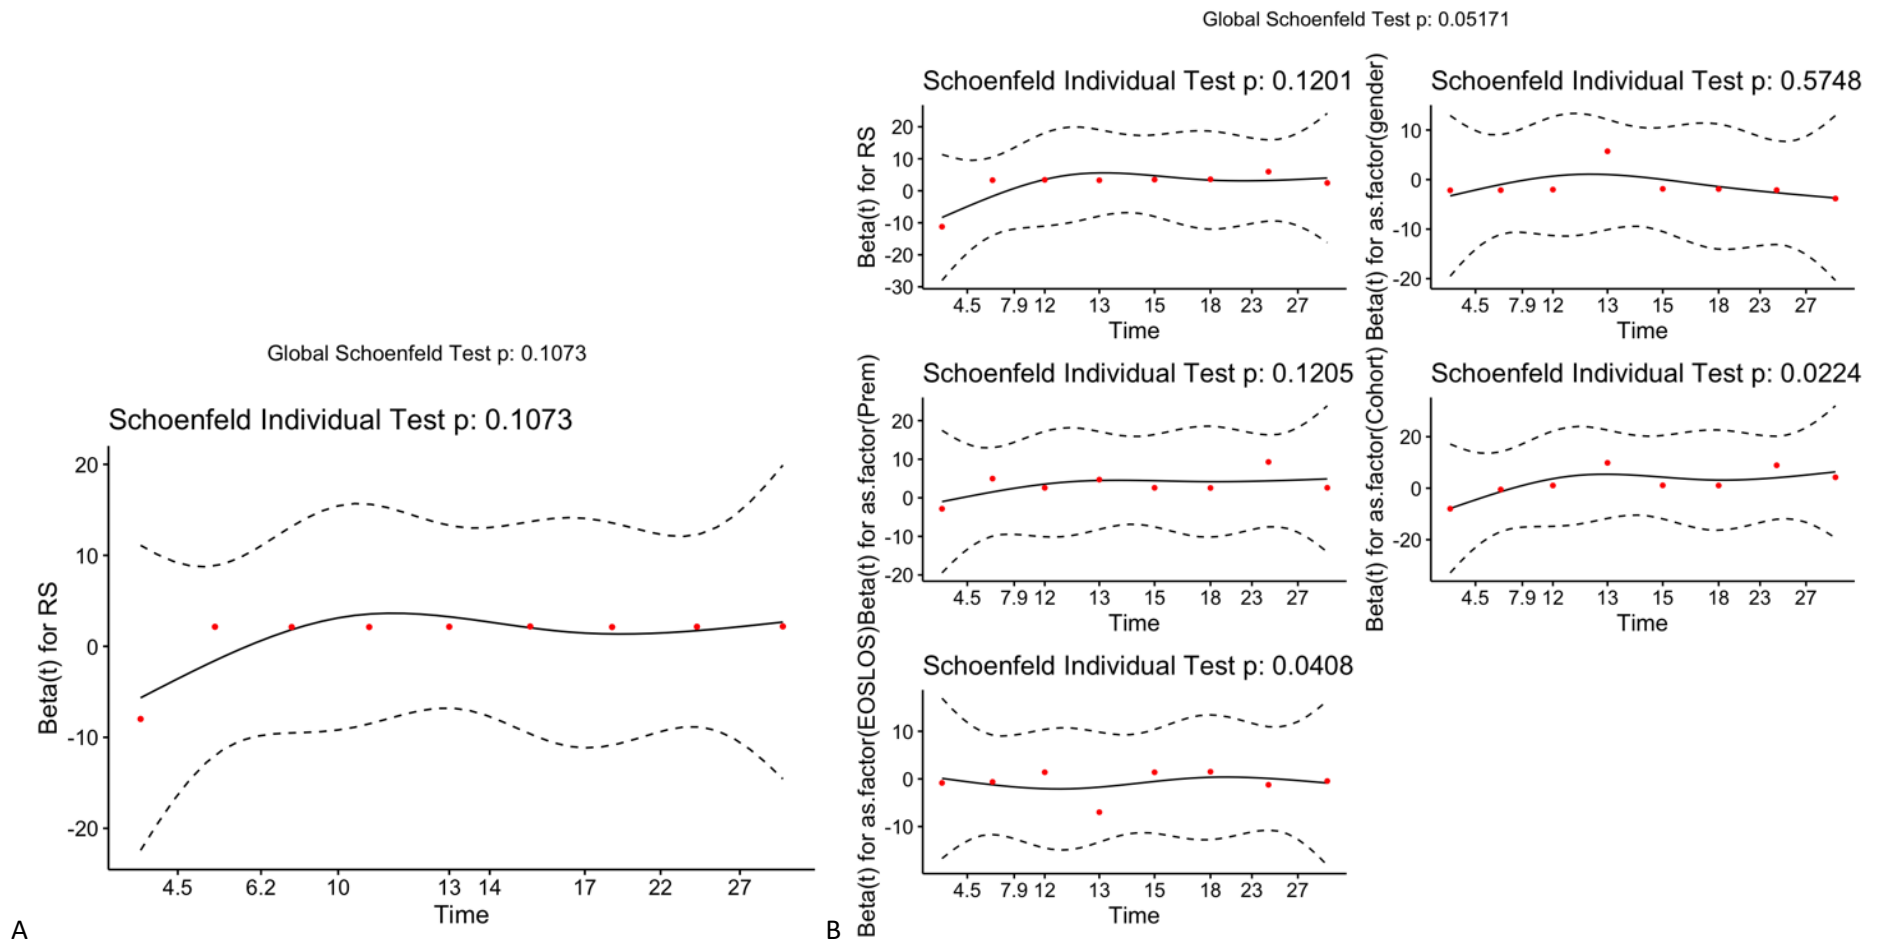 Global Schoenfeld Test p: 0.1073
Schoenfeld Individual Test p: 0.1073
Beta(t) for RS
20
10
0
-10
-20
4.5 6.2 10 13 14 17 22 27
Time
A
Global Schoenfeld Test p: 0.05171
Schoenfeld Individual Test p: 0.1201
Beta(t) for RS
20
10
0
-10
-20
-30
4.5 7.9 12 13 15 18 23 27
Time
Schoenfeld Individual Test p: 0.5748
Beta(t) for as.factor(gender)
10
0
-10
-20
4.5 7.9 12 13 15 18 23 27
Time
Schoenfeld Individual Test p: 0.1205
Beta(t) for as.factor(Prem)
20
10
0
-10
-20
4.5 7.9 12 13 15 18 23 27
Time
Schoenfeld Individual Test p: 0.0224
Beta(t) for as.factor(Cohort)
20
0
-20
4.5 7.9 12 13 15 18 23 27
Time
Schoenfeld Individual Test p: 0.0408
Beta(t) for as.factor(EOSLOS)
10
0
-10
4.5 7.9 12 13 15 18 23 27
Time
B